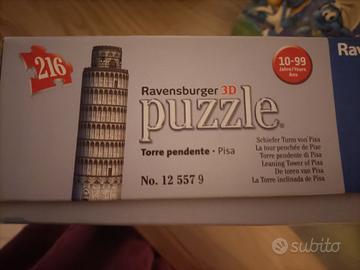 216
Ravensburger 3D
puzzle®
Torre pendente • Pisa
No. 12 557 9
10-99
Jahre/Years
Ans
Schiefer Turm von Pisa
La tour penchée de Pise
Torre pendente di Pisa
Leaning Tower of Pisa
De toren van Pisa
La Torre inclinada de Pisa
Rav
subito